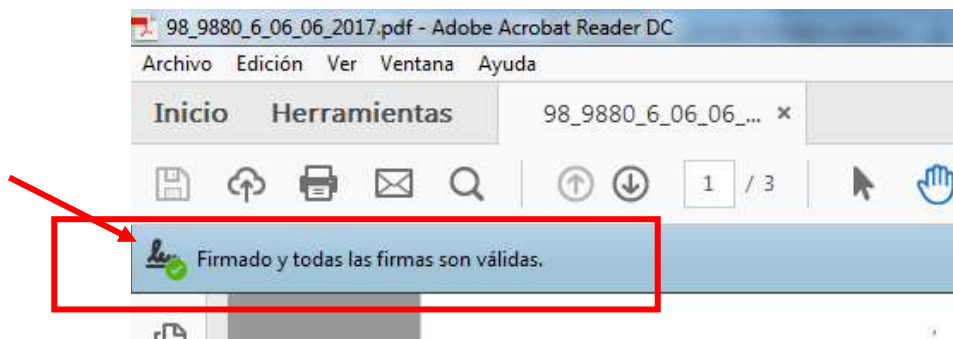 98_9880_6_06_06_2017.pdf - Adobe Acrobat Reader DC
Archivo Edición Ver Ventana Ayuda
Inicio Herramientas 98_9880_6_06_06_... ×
1 / 3
Firmado y todas las firmas son válidas.